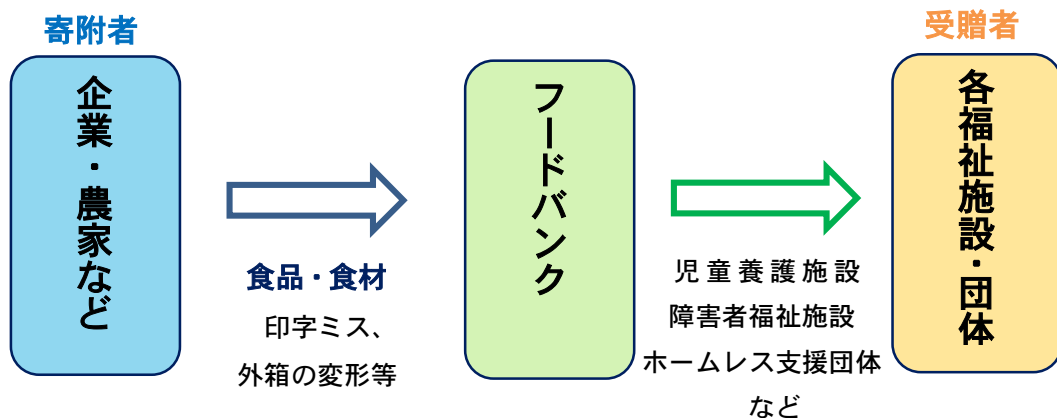 寄附者
企業・農家など
食品・食材
印字ミス、
外箱の変形等
フードバンク
児童養護施設
障害者福祉施設
ホームレス支援団体
など
受贈者
各福祉施設・団体